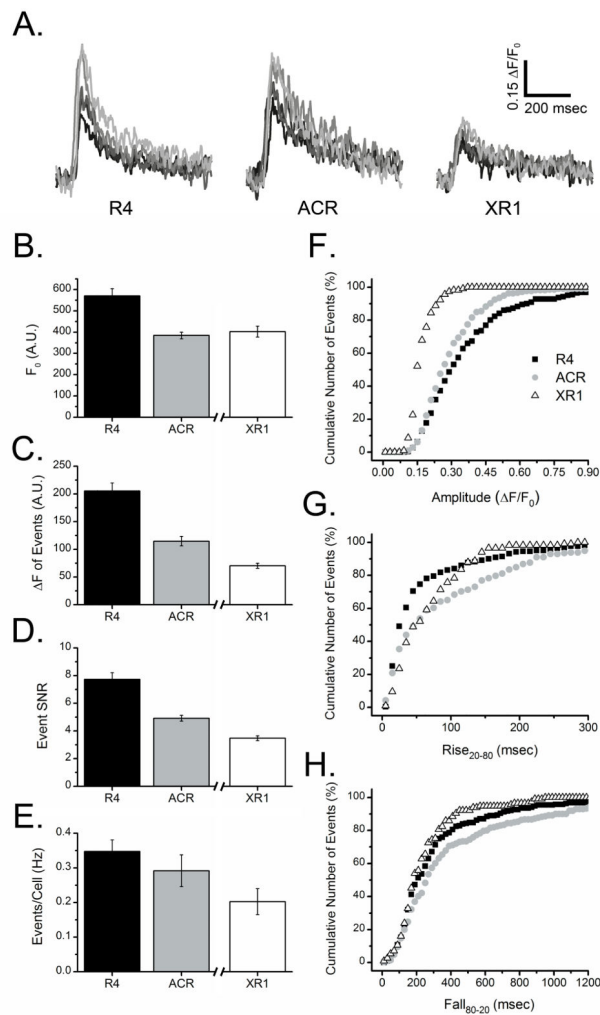 A.
0.15 ΔF/F0
200 msec
R4
ACR
XR1
B.
F0 (A.U.)
600
500
400
300
200
100
0
R4
ACR
XR1
C.
ΔF of Events (A.U.)
250
200
150
100
50
0
R4
ACR
XR1
D.
Event SNR
8
6
4
2
0
R4
ACR
XR1
E.
Events/Cell (Hz)
0.4
0.3
0.2
0.1
0.0
R4
ACR
XR1
F.
Cumulative Number of Events (%)
100
80
60
40
20
0
R4
ACR
XR1
0.00 0.15 0.30 0.45 0.60 0.75 0.90
Amplitude (ΔF/F0)
G.
Cumulative Number of Events (%)
100
80
60
40
20
0
0 100 200 300
Rise20-80 (msec)
H.
Cumulative Number of Events (%)
100
80
60
40
20
0
0 200 400 600 800 1000 1200
Fall80-20 (msec)